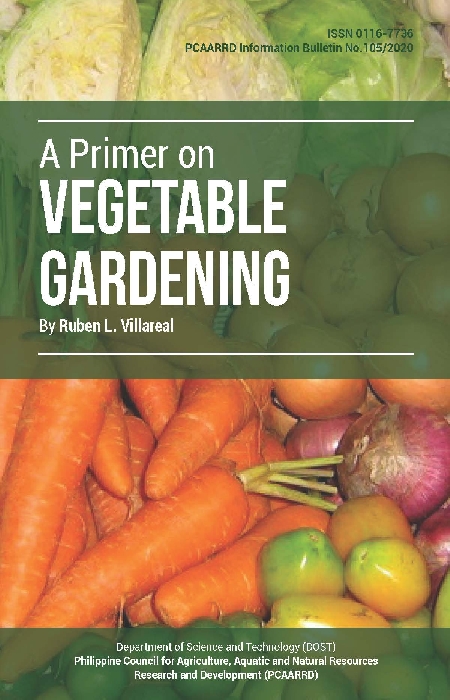 ISSN 0116-7736
PCAARRD Information Bulletin No.105/2020
A Primer on
VEGETABLE
GARDENING
By Ruben L. Villareal
Department of Science and Technology (DOST)
Philippine Council for Agriculture, Aquatic and Natural Resources
Research and Development (PCAARRD)